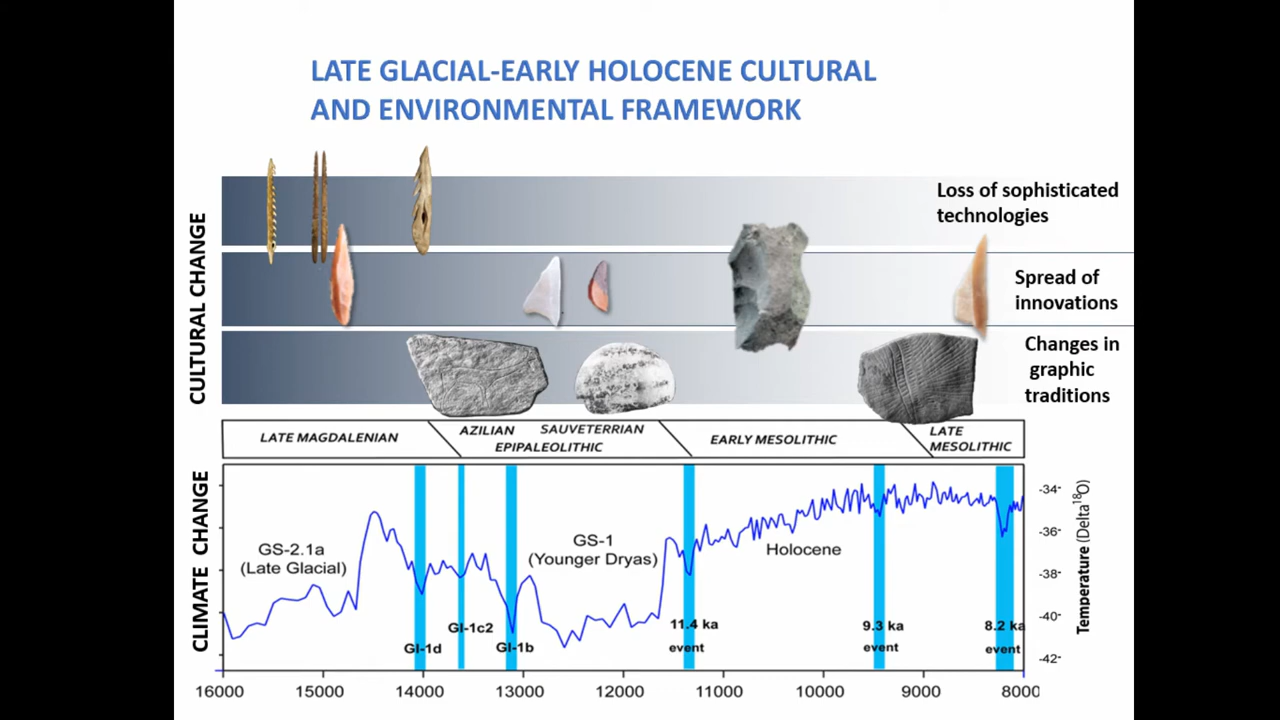 LATE GLACIAL-EARLY HOLOCENE CULTURAL
AND ENVIRONMENTAL FRAMEWORK
CULTURAL CHANGE
Loss of sophisticated
technologies
Spread of
innovations
Changes in
graphic
traditions
LATE MAGDALENIAN
AZILIAN
SAUVETERRIAN
EPIPALEOLITHIC
EARLY MESOLITHIC
LATE
MESOLITHIC
CLIMATE CHANGE
GS-2.1a
(Late Glacial)
GS-1
(Younger Dryas)
Holocene
GI-1d
GI-1c2
GI-1b
11.4 ka
event
9.3 ka
event
8.2 ka
event
-34
-36
-38
-40
-42
Temperature (Delta¹⁸O)
16000 15000 14000 13000 12000 11000 10000 9000 8000